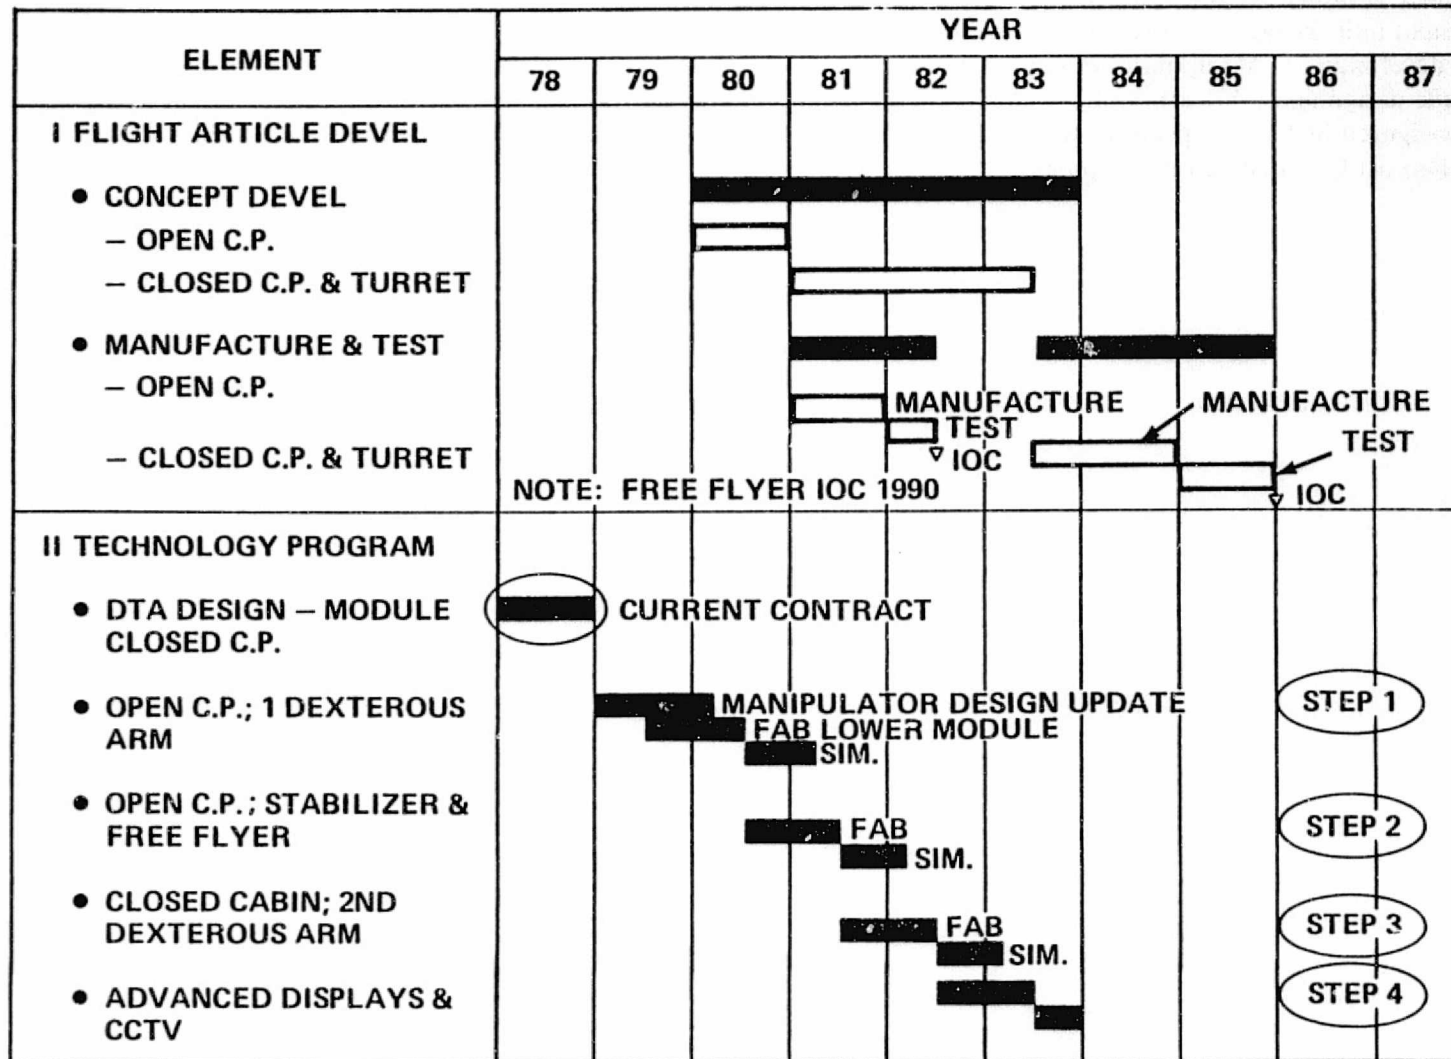 ELEMENT
YEAR
78 79 80 81 82 83 84 85 86 87
I FLIGHT ARTICLE DEVEL
• CONCEPT DEVEL
– OPEN C.P.
– CLOSED C.P. & TURRET
• MANUFACTURE & TEST
– OPEN C.P.
MANUFACTURE
MANUFACTURE
TEST
TEST
– CLOSED C.P. & TURRET
IOC
NOTE: FREE FLYER IOC 1990
IOC
II TECHNOLOGY PROGRAM
• DTA DESIGN – MODULE
CLOSED C.P.
CURRENT CONTRACT
• OPEN C.P.; 1 DEXTEROUS
ARM
MANIPULATOR DESIGN UPDATE
STEP 1
FAB LOWER MODULE
SIM.
• OPEN C.P.; STABILIZER &
FREE FLYER
FAB
STEP 2
SIM.
• CLOSED CABIN; 2ND
DEXTEROUS ARM
FAB
STEP 3
SIM.
• ADVANCED DISPLAYS &
CCTV
STEP 4